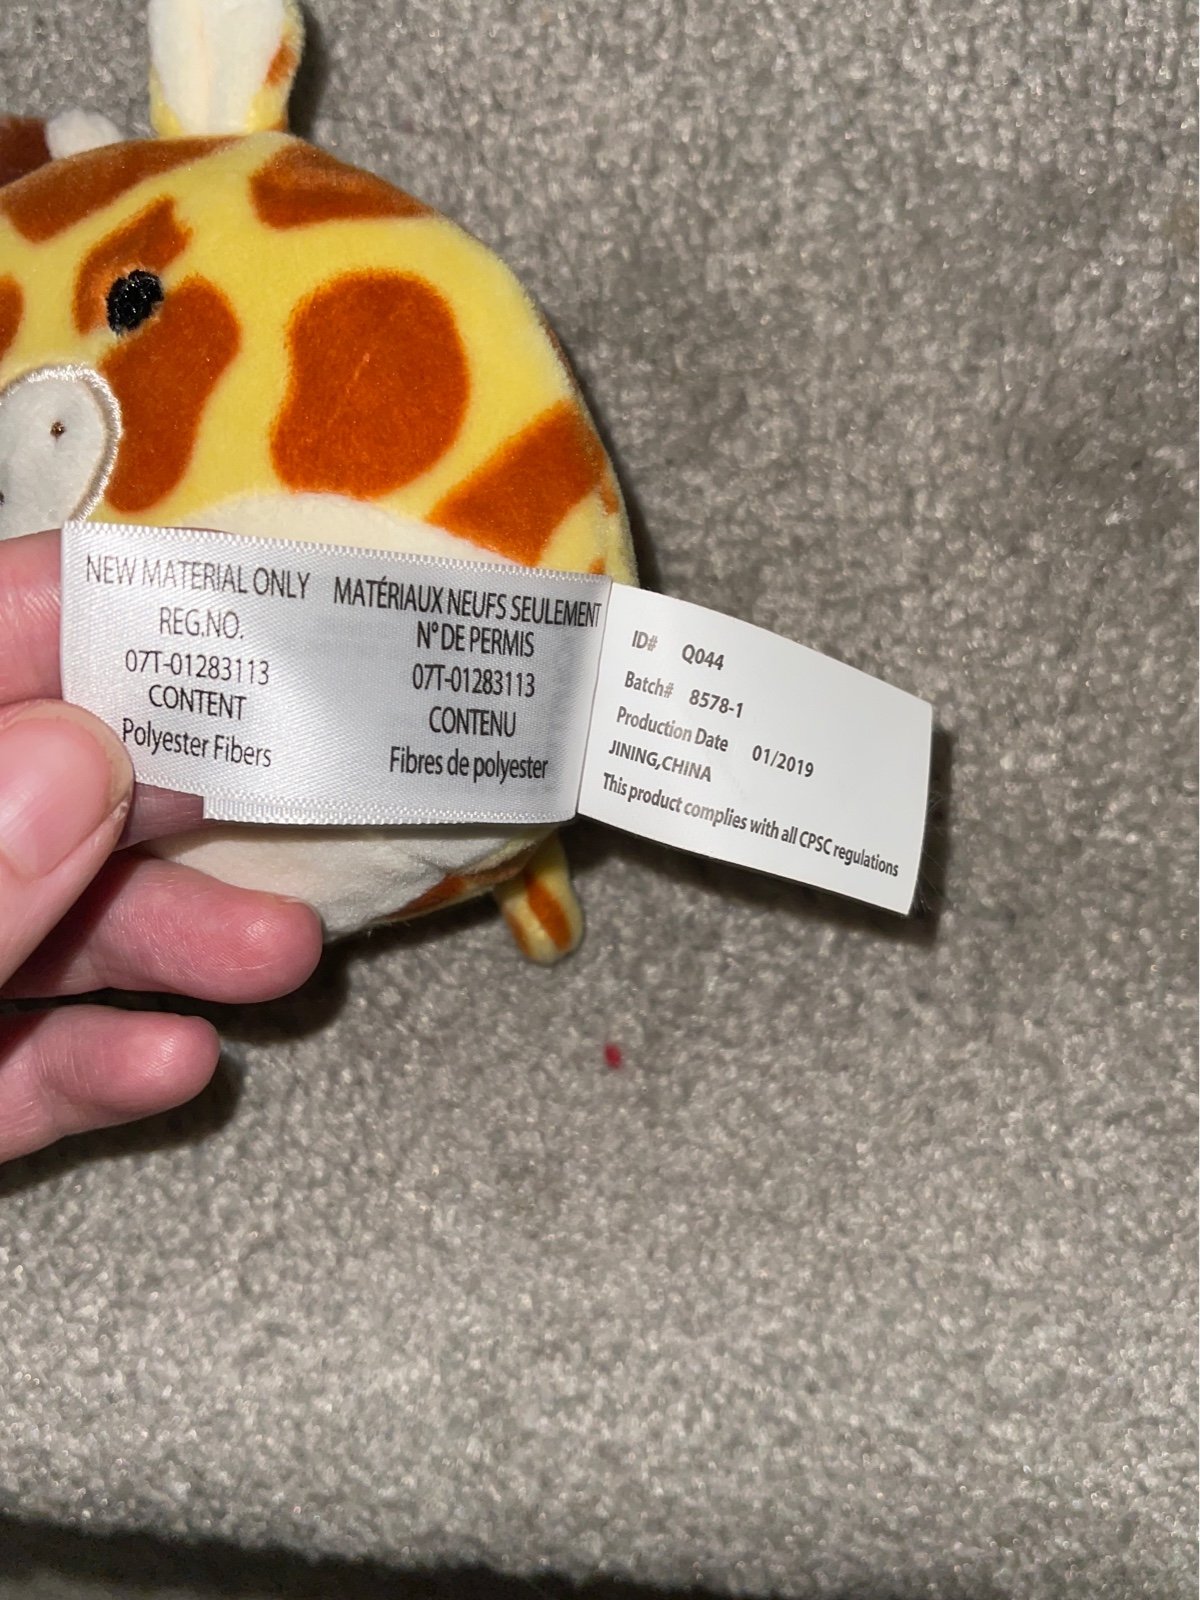 NEW MATERIAL ONLY
REG.NO.
07T-01283113
CONTENT
Polyester Fibers
MATÉRIAUX NEUFS SEULEMENT
N° DE PERMIS
07T-01283113
CONTENU
Fibres de polyester
ID# Q044
Batch# 8578-1
Production Date 01/2019
JINING,CHINA
This product complies with all CPSC regulations